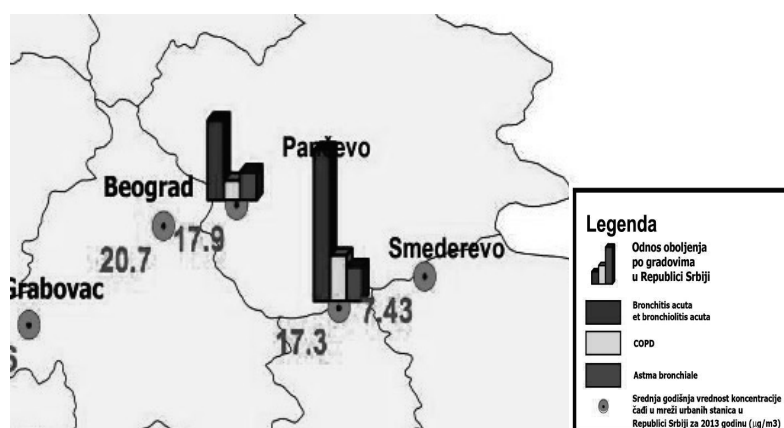 Pančevo
Beograd
17.9
20.7
Smederevo
Grabovac
7.43
17.3
Legenda
Odnos oboljenja
po gradovima
u Republici Srbiji
Bronchitis acuta
et bronchiolitis acuta
COPD
Astma bronchiale
Srednja godišnja vrednost koncentracije
čađi u mreži urbanih stanica u
Republici Srbiji za 2013 godinu (µg/m3)